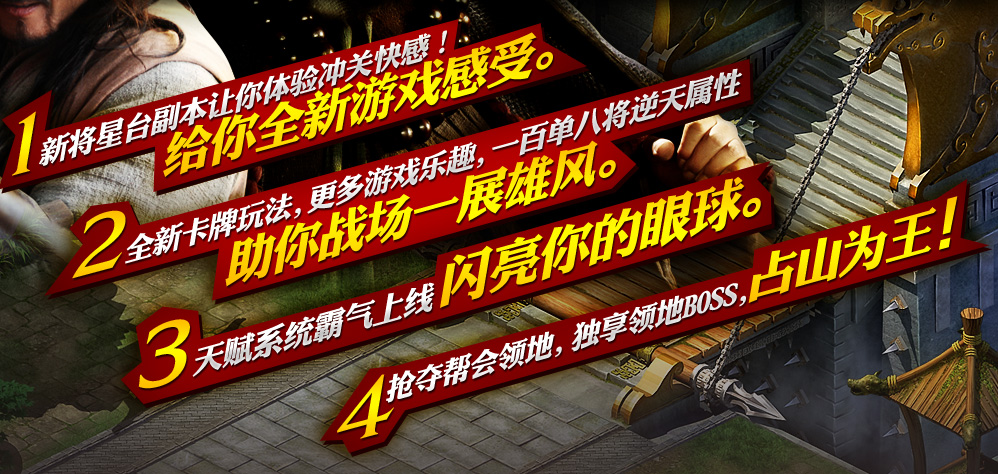 1 新将星台副本让你体验冲关快感！
给你全新游戏感受。
2 全新卡牌玩法，更多游戏乐趣，一百单八将逆天属性
助你战场一展雄风。
3 天赋系统霸气上线 闪亮你的眼球。
4 抢夺帮会领地，独享领地BOSS，占山为王！